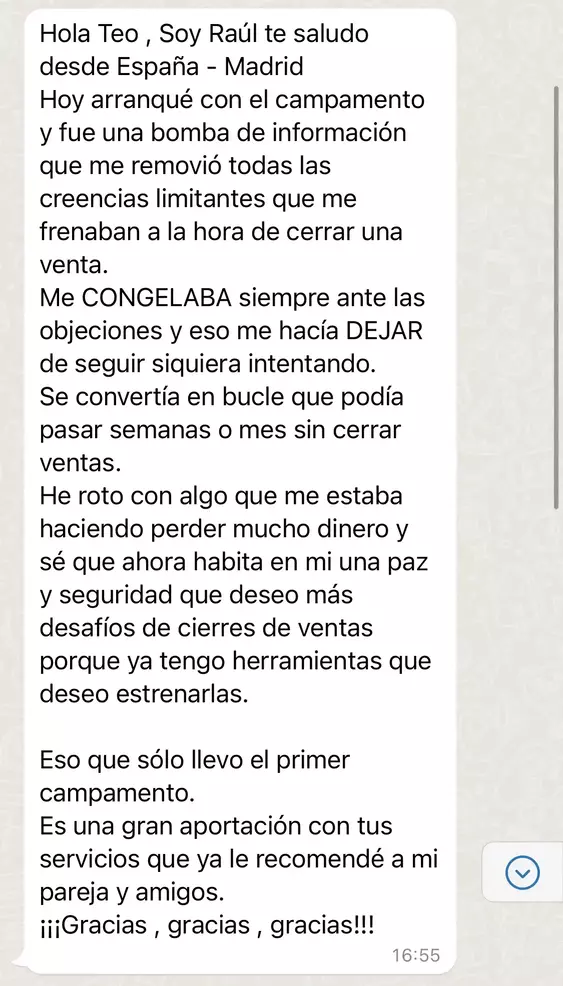 Hola Teo , Soy Raúl te saludo
desde España - Madrid
Hoy arranqué con el campamento
y fue una bomba de información
que me removió todas las
creencias limitantes que me
frenaban a la hora de cerrar una
venta.
Me CONGELABA siempre ante las
objeciones y eso me hacía DEJAR
de seguir siquiera intentando.
Se convertía en bucle que podía
pasar semanas o mes sin cerrar
ventas.
He roto con algo que me estaba
haciendo perder mucho dinero y
sé que ahora habita en mi una paz
y seguridad que deseo más
desafíos de cierres de ventas
porque ya tengo herramientas que
deseo estrenarlas.

Eso que sólo llevo el primer
campamento.
Es una gran aportación con tus
servicios que ya le recomendé a mi
pareja y amigos.
¡¡¡Gracias , gracias , gracias!!!
16:55